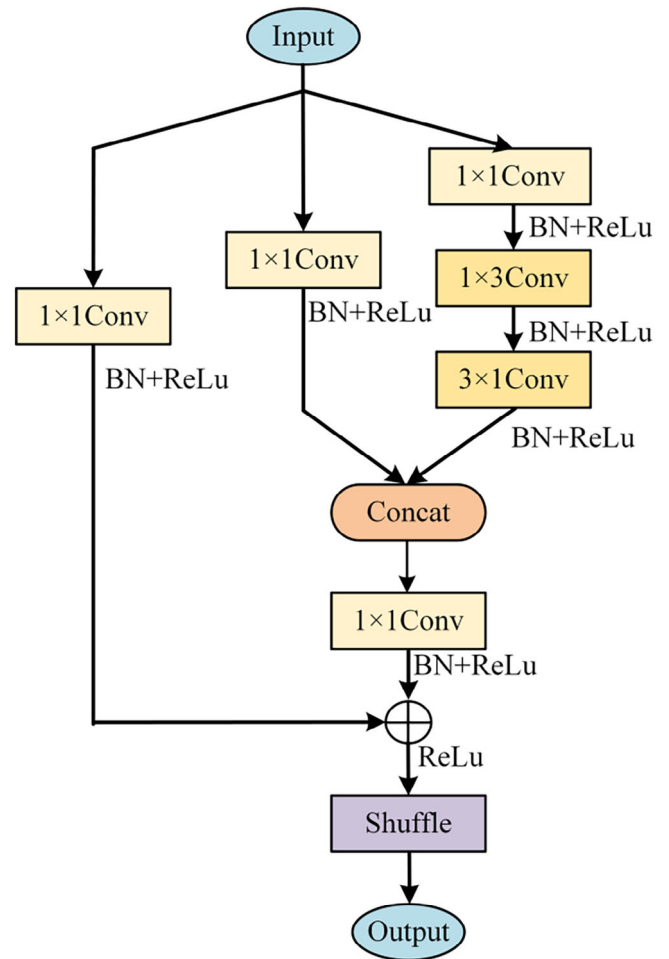 Input
1×1Conv
BN+ReLu
1×1Conv
1×3Conv
1×1Conv
BN+ReLu
BN+ReLu
BN+ReLu
3×1Conv
BN+ReLu
Concat
1×1Conv
BN+ReLu
ReLu
Shuffle
Output